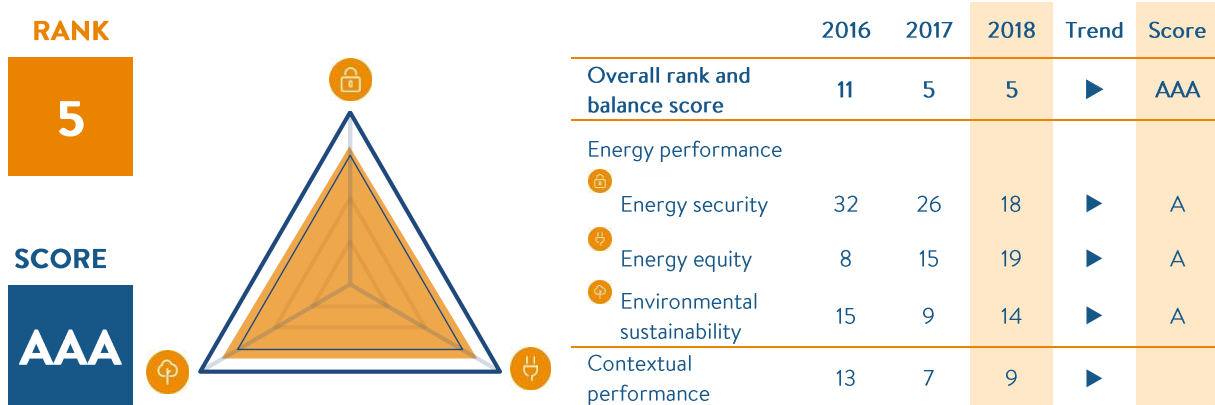 RANK
5
SCORE
AAA
2016 2017 2018 Trend Score
Overall rank and
balance score 11 5 5 AAA
Energy performance
Energy security 32 26 18 A
Energy equity 8 15 19 A
Environmental
sustainability 15 9 14 A
Contextual
performance 13 7 9